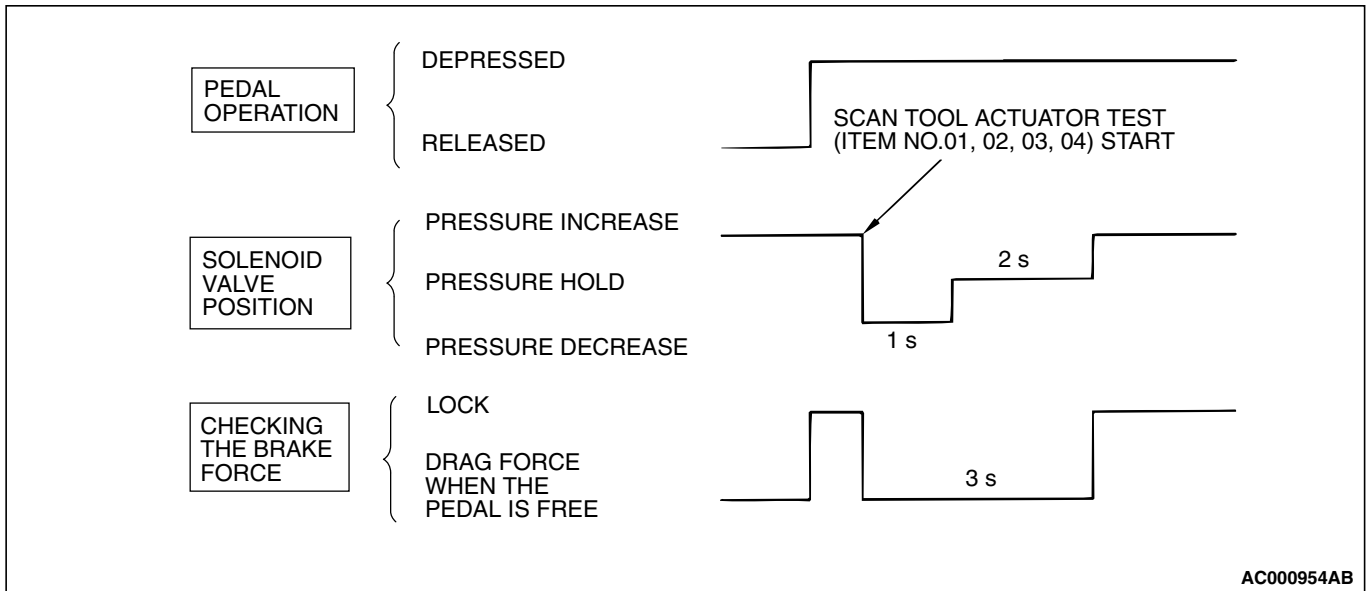 PEDAL
OPERATION
DEPRESSED
RELEASED
SCAN TOOL ACTUATOR TEST
(ITEM NO.01, 02, 03, 04) START
SOLENOID
VALVE
POSITION
PRESSURE INCREASE
PRESSURE HOLD
PRESSURE DECREASE
2 s
1 s
CHECKING
THE BRAKE
FORCE
LOCK
DRAG FORCE
WHEN THE
PEDAL IS FREE
3 s
AC000954AB